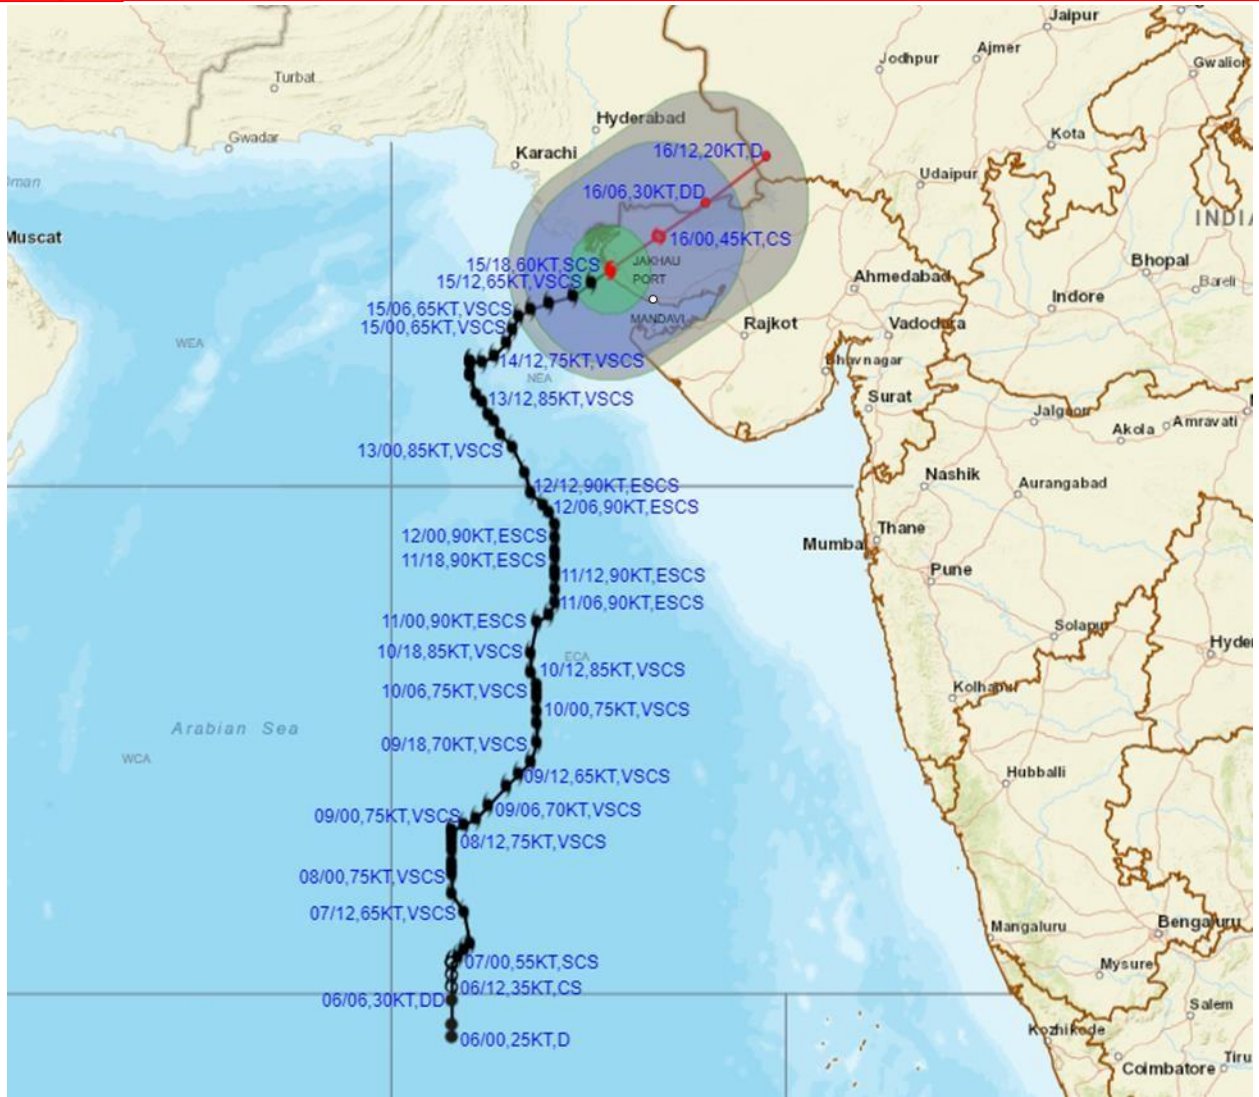 Jaipur
Ajmer
Jodhpur
Gwalior
Turbat
Hyderabad
Kota
Gwadar
Karachi
16/12,20KT,D
Udaipur
Oman
16/06,30KT,DD
INDIA
Muscat
16/00,45KT,CS
15/18,60KT,SCS
JAKHAU
PORT
Bhopal
15/12,65KT,VSCS
Ahmedabad
Bareli
Indore
15/06,65KT,VSCS
MANDAVI
Rajkot
Vadodara
15/00,65KT,VSCS
WEA
14/12,75KT,VSCS
Bhavnagar
NEA
13/12,85KT,VSCS
Surat
Jalgaon
Amravati
Akola
13/00,85KT,VSCS
Nashik
12/12,90KT,ESCS
Aurangabad
12/06,90KT,ESCS
12/00,90KT,ESCS
Thane
Mumbai
11/18,90KT,ESCS
11/12,90KT,ESCS
Pune
11/06,90KT,ESCS
11/00,90KT,ESCS
Solapur
Hyder
10/18,85KT,VSCS
ECA
10/12,85KT,VSCS
10/06,75KT,VSCS
Kolhapur
10/00,75KT,VSCS
Arabian Sea
09/18,70KT,VSCS
WCA
Hubballi
09/12,65KT,VSCS
09/06,70KT,VSCS
09/00,75KT,VSCS
08/12,75KT,VSCS
08/00,75KT,VSCS
07/12,65KT,VSCS
Mangaluru
Bengaluru
07/00,55KT,SCS
Mysuru
06/12,35KT,CS
06/06,30KT,DD
Salem
Kozhikode
06/00,25KT,D
Coimbatore
Tiru